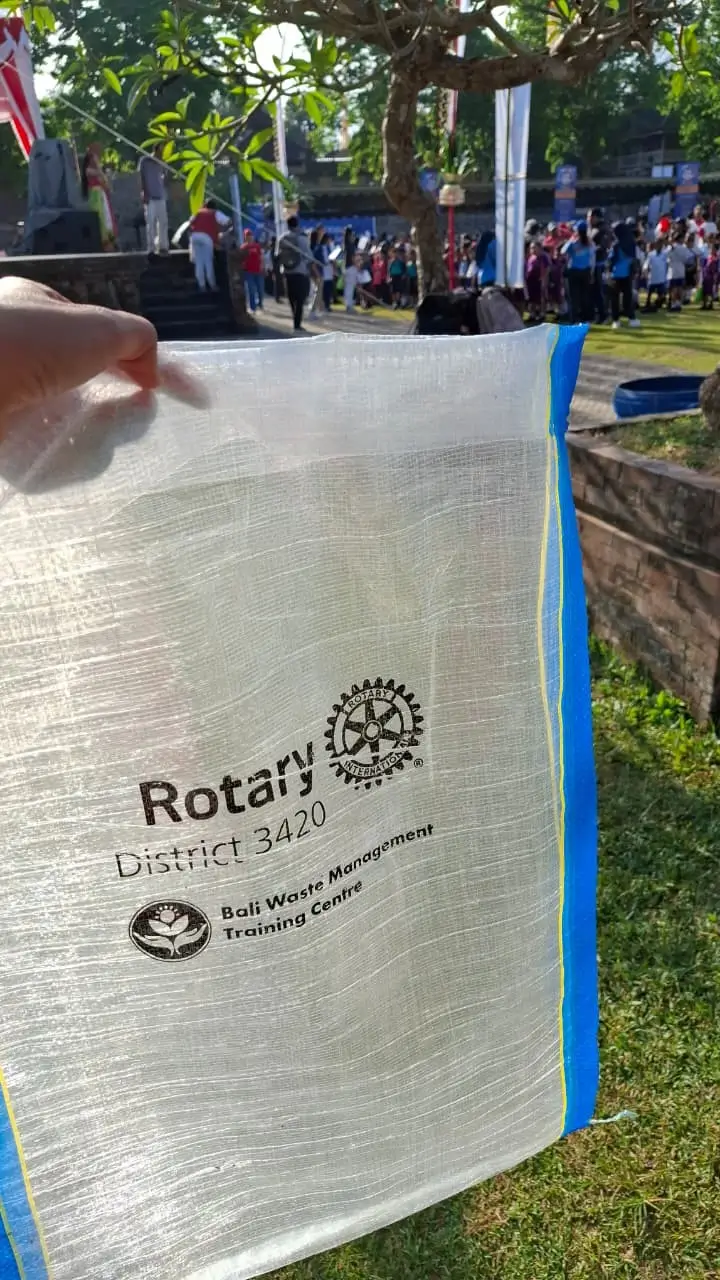 Rotary
ROTARY
INTERNATIONAL
®
District 3420
Bali Waste Management
Training Centre